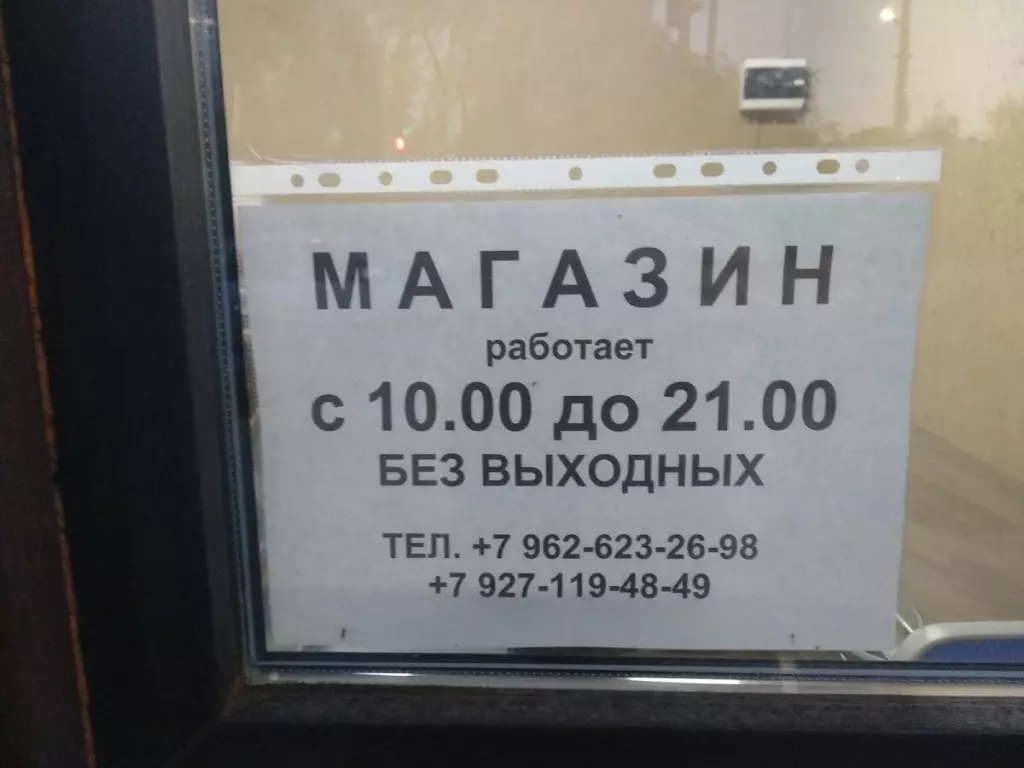 МАГАЗИН
работает
с 10.00 до 21.00
БЕЗ ВЫХОДНЫХ
ТЕЛ. +7 962-623-26-98
+7 927-119-48-49